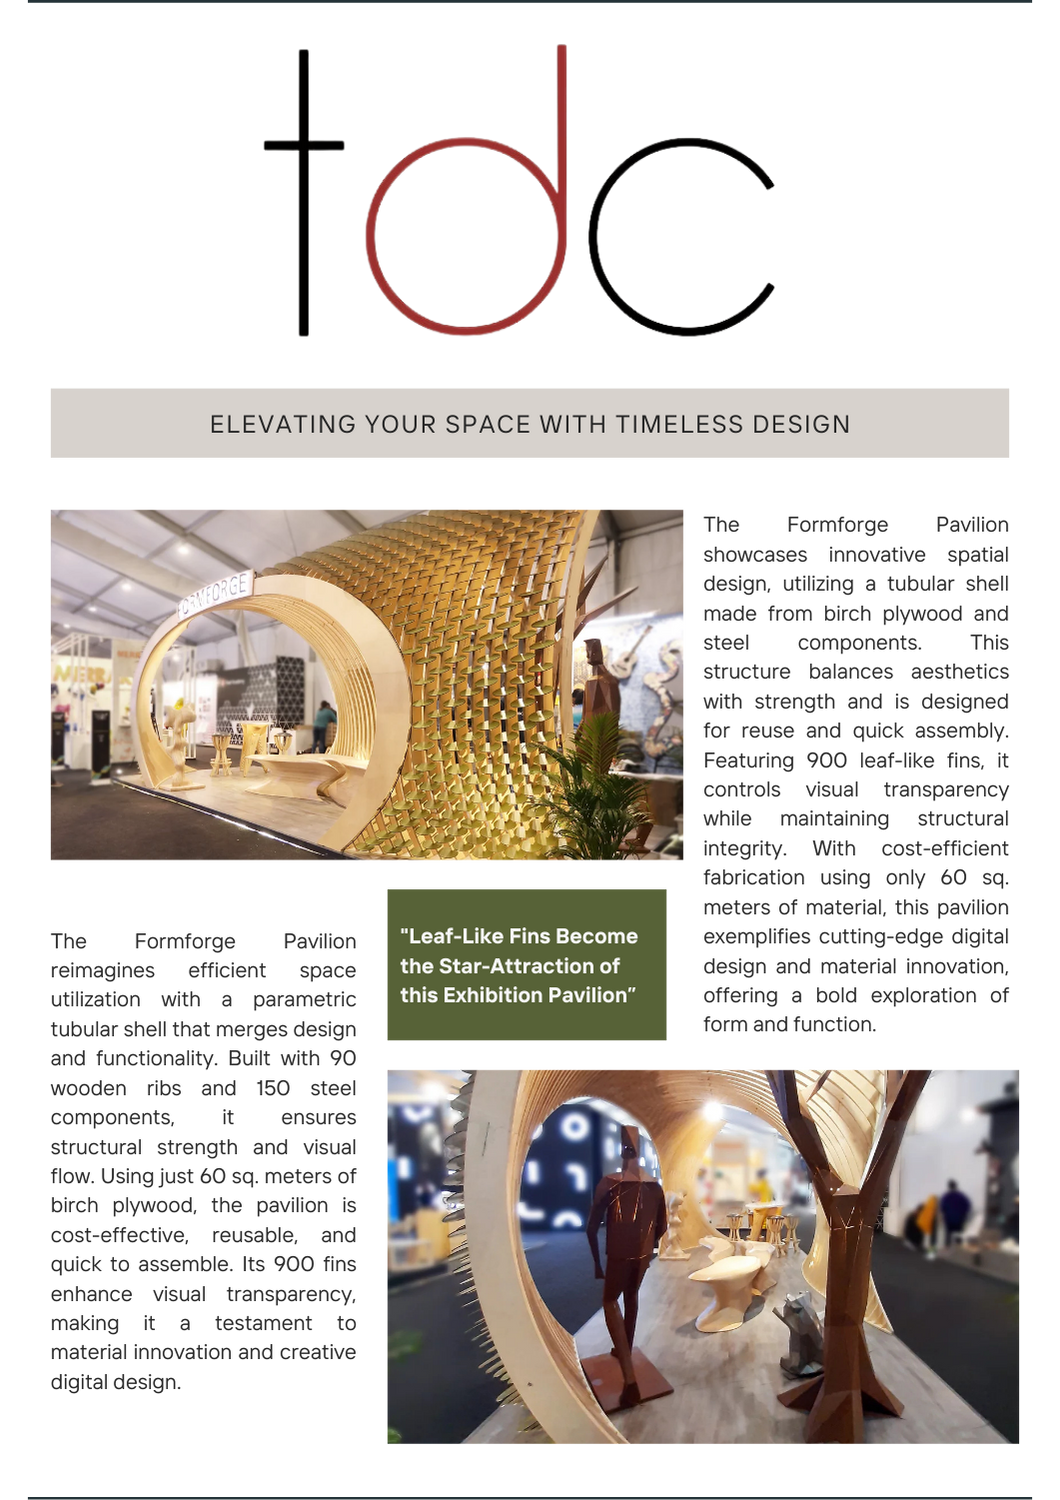 tdc
ELEVATING YOUR SPACE WITH TIMELESS DESIGN
FORMFORGE
The Formforge Pavilion
showcases innovative spatial
design, utilizing a tubular shell
made from birch plywood and
steel components. This
structure balances aesthetics
with strength and is designed
for reuse and quick assembly.
Featuring 900 leaf-like fins, it
controls visual transparency
while maintaining structural
integrity. With cost-efficient
fabrication using only 60 sq.
meters of material, this pavilion
exemplifies cutting-edge digital
design and material innovation,
offering a bold exploration of
form and function.
"Leaf-Like Fins Become
the Star-Attraction of
this Exhibition Pavilion"
The Formforge Pavilion
reimagines efficient space
utilization with a parametric
tubular shell that merges design
and functionality. Built with 90
wooden ribs and 150 steel
components, it ensures
structural strength and visual
flow. Using just 60 sq. meters of
birch plywood, the pavilion is
cost-effective, reusable, and
quick to assemble. Its 900 fins
enhance visual transparency,
making it a testament to
material innovation and creative
digital design.